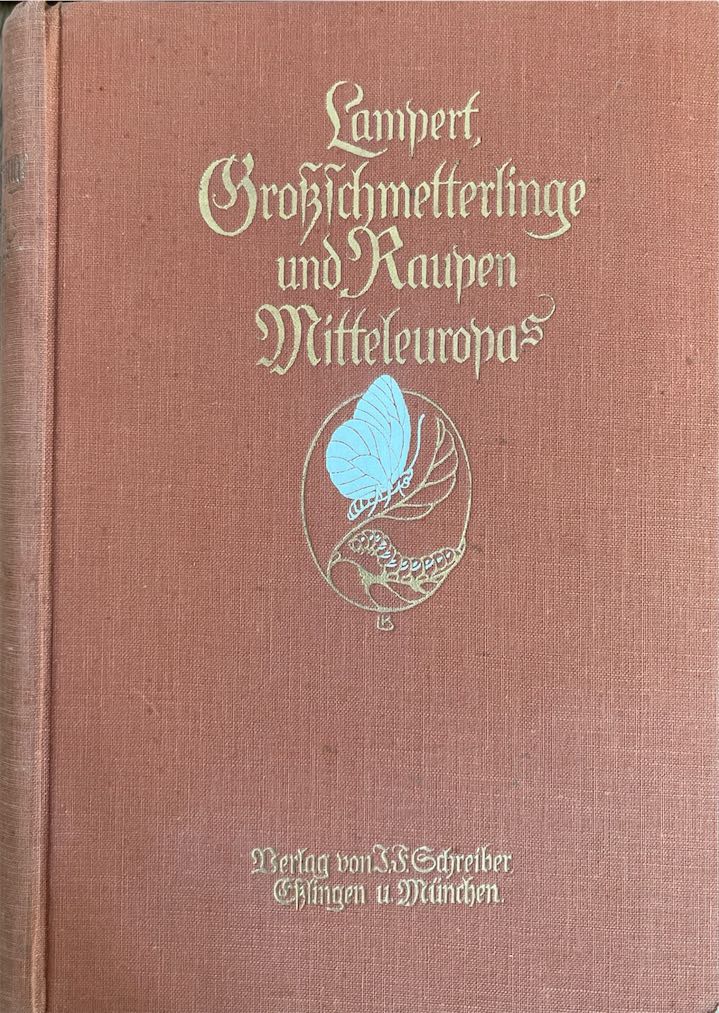 Lampert,
Großſchmetterlinge
und Raupen
Mitteleuropas
Verlag von J. F. Schreiber,
Eßlingen u. München.